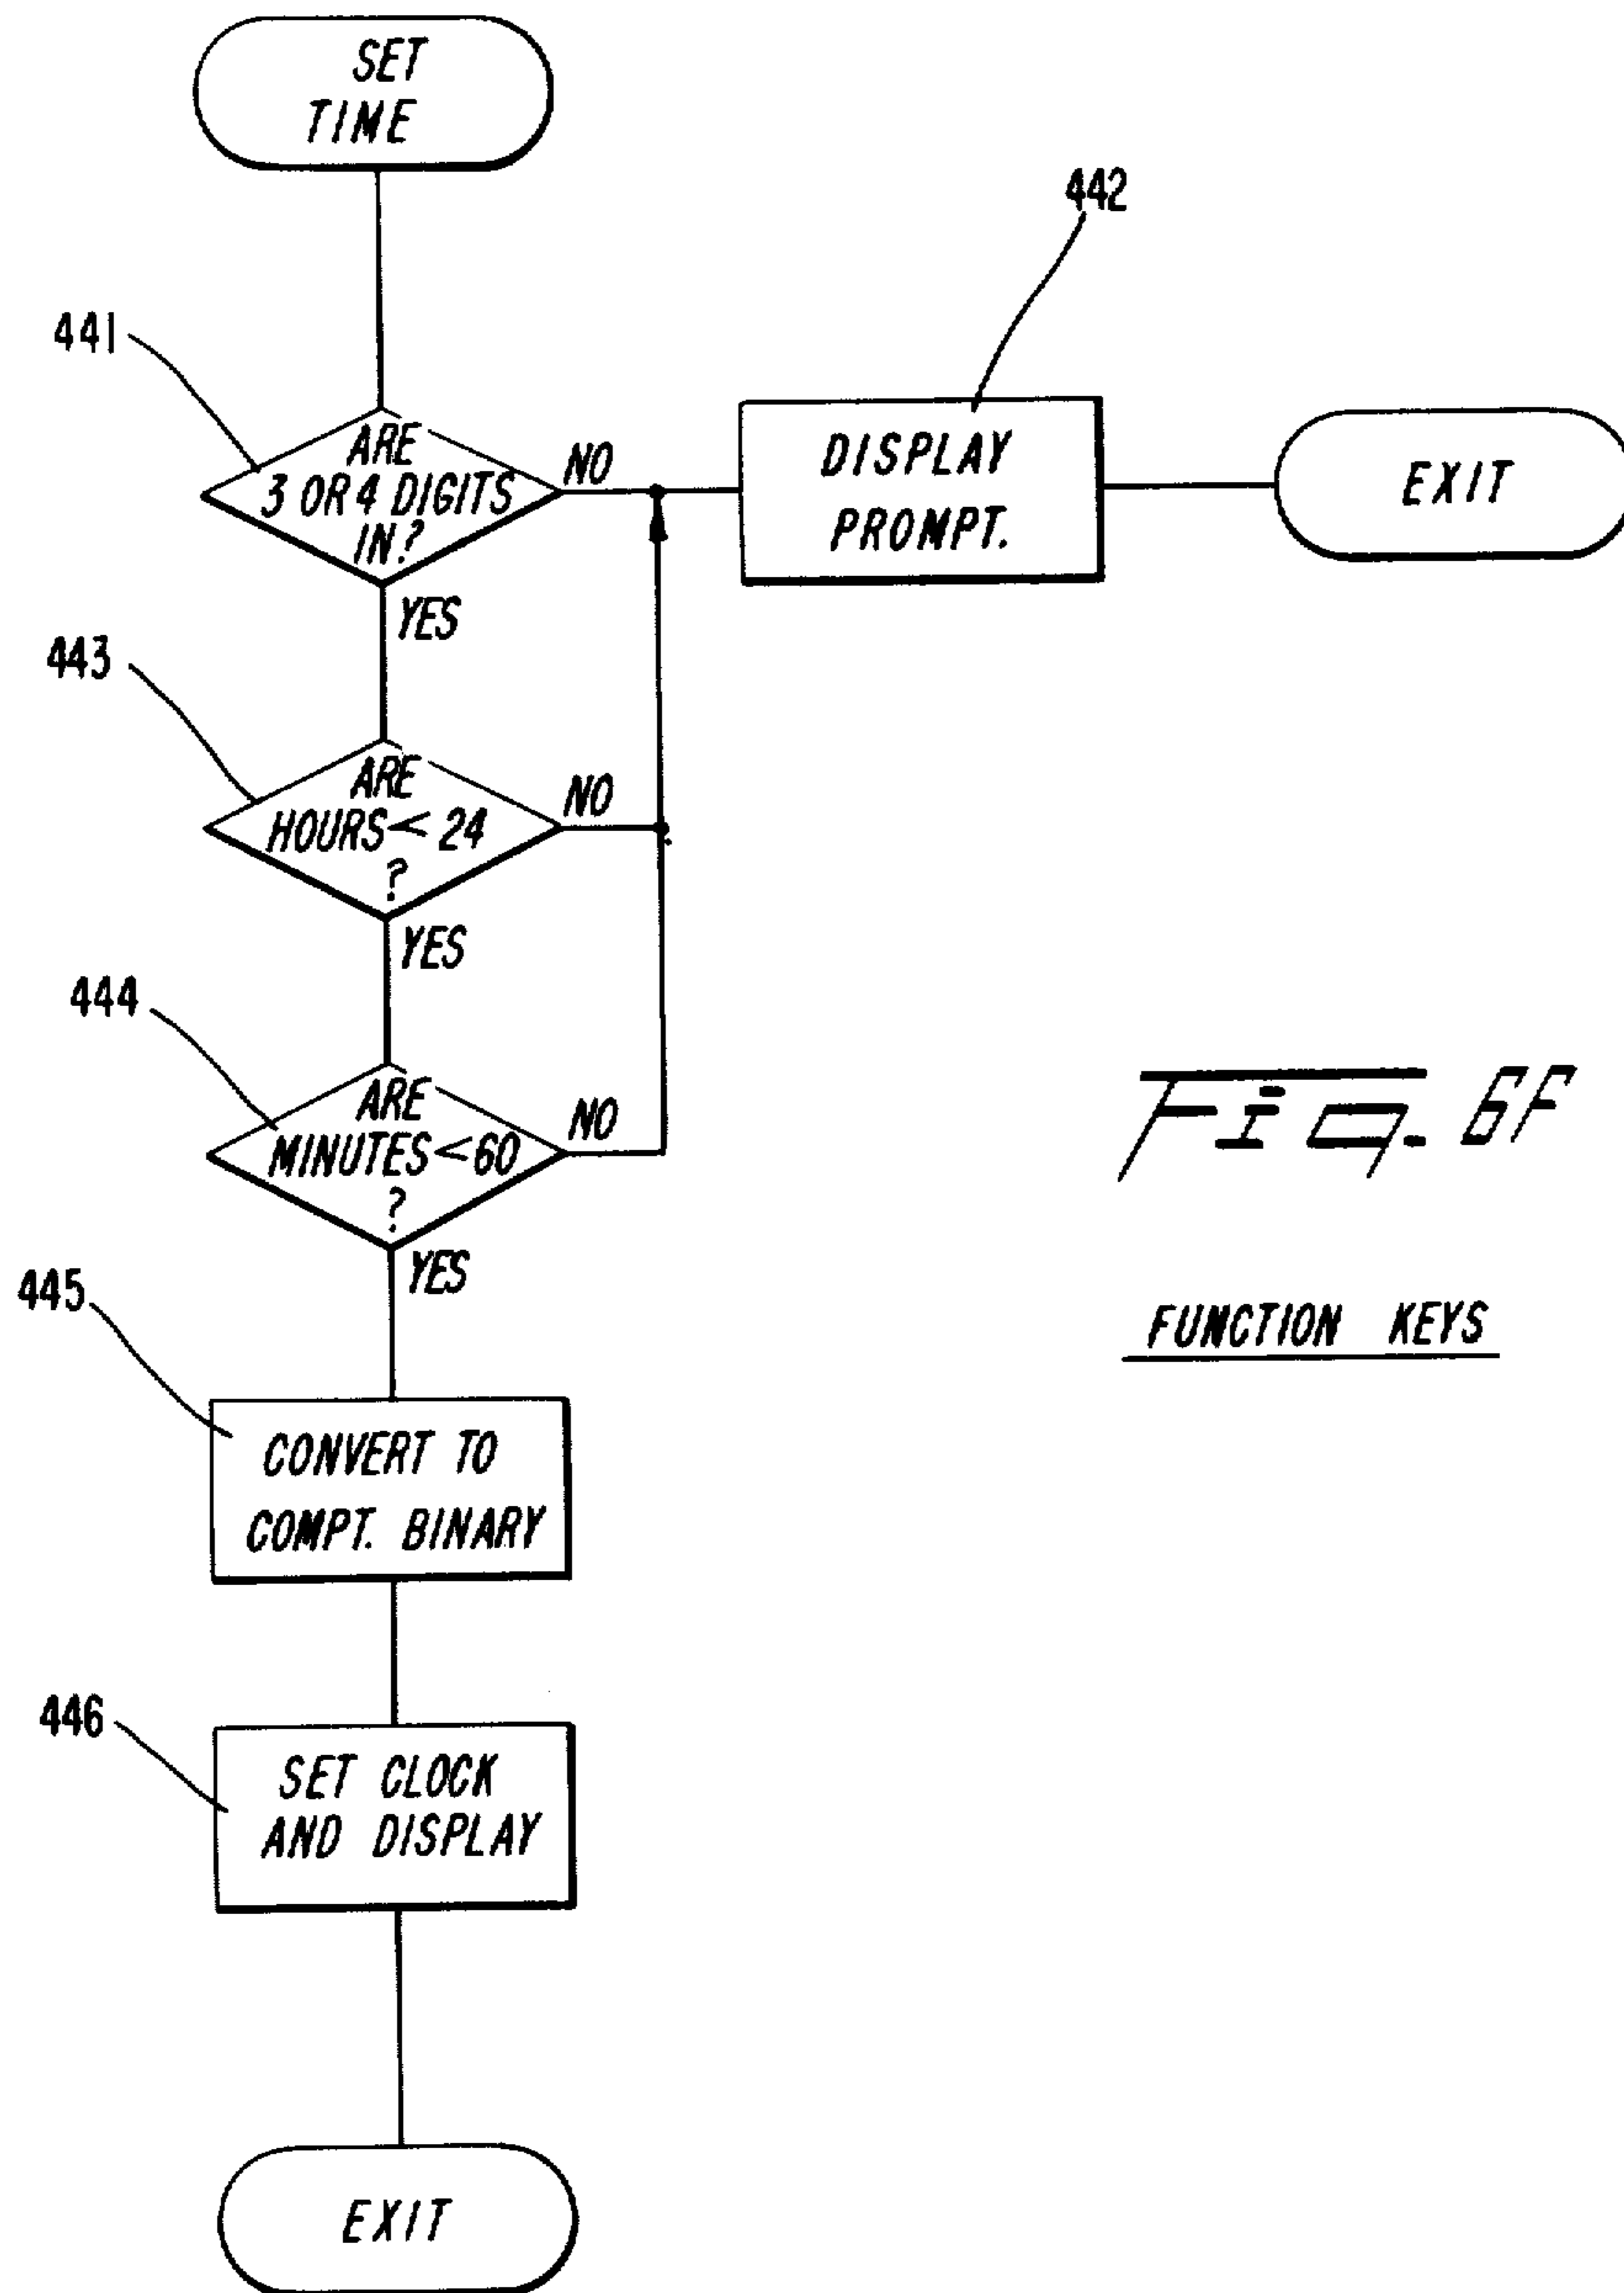 SET
TIME
442
441
ARE
3 OR 4 DIGITS
IN?
NO
YES
DISPLAY
PROMPT.
EXIT
443
ARE
HOURS < 24
?
NO
YES
444
ARE
MINUTES < 60
?
NO
YES
Fig. 6F
FUNCTION KEYS
445
CONVERT TO
COMPT. BINARY
446
SET CLOCK
AND DISPLAY
EXIT